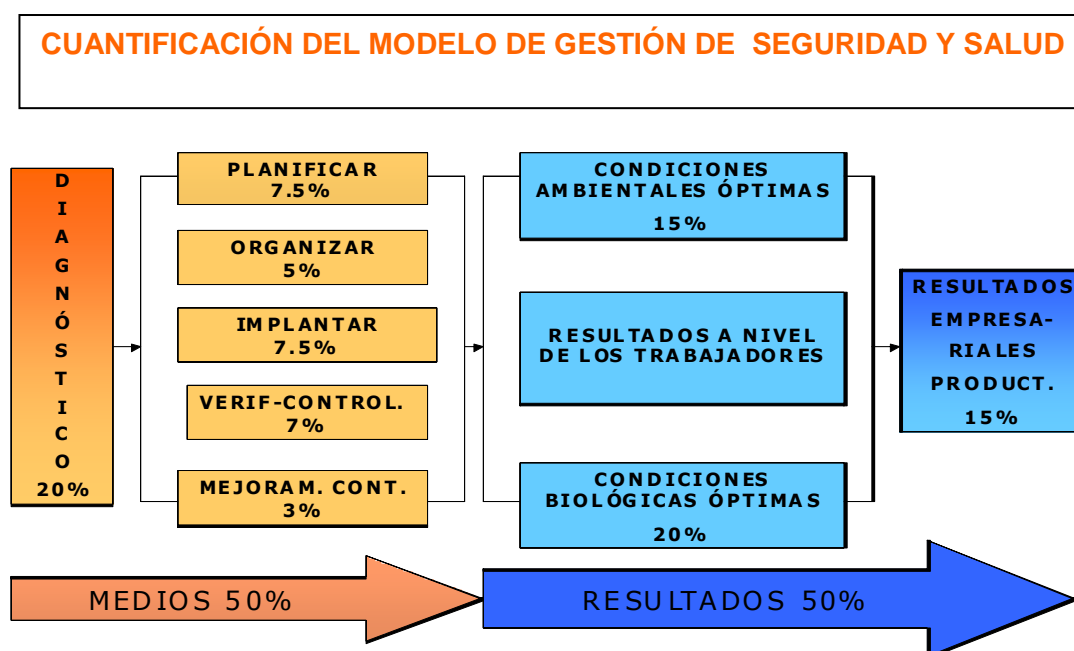 CUANTIFICACIÓN DEL MODELO DE GESTIÓN DE SEGURIDAD Y SALUD
DIAGNÓSTICO
20%
PLANIFICAR
7.5%
ORGANIZAR
5%
IMPLANTAR
7.5%
VERIF-CONTROL.
7%
MEJORAM. CONT.
3%
CONDICIONES
AMBIENTALES ÓPTIMAS
15%
RESULTADOS A NIVEL
DE LOS TRABAJADORES
CONDICIONES
BIOLÓGICAS ÓPTIMAS
20%
RESULTADOS
EMPRESA-
RIALES
PRODUCT.
15%
MEDIOS 50%
RESULTADOS 50%